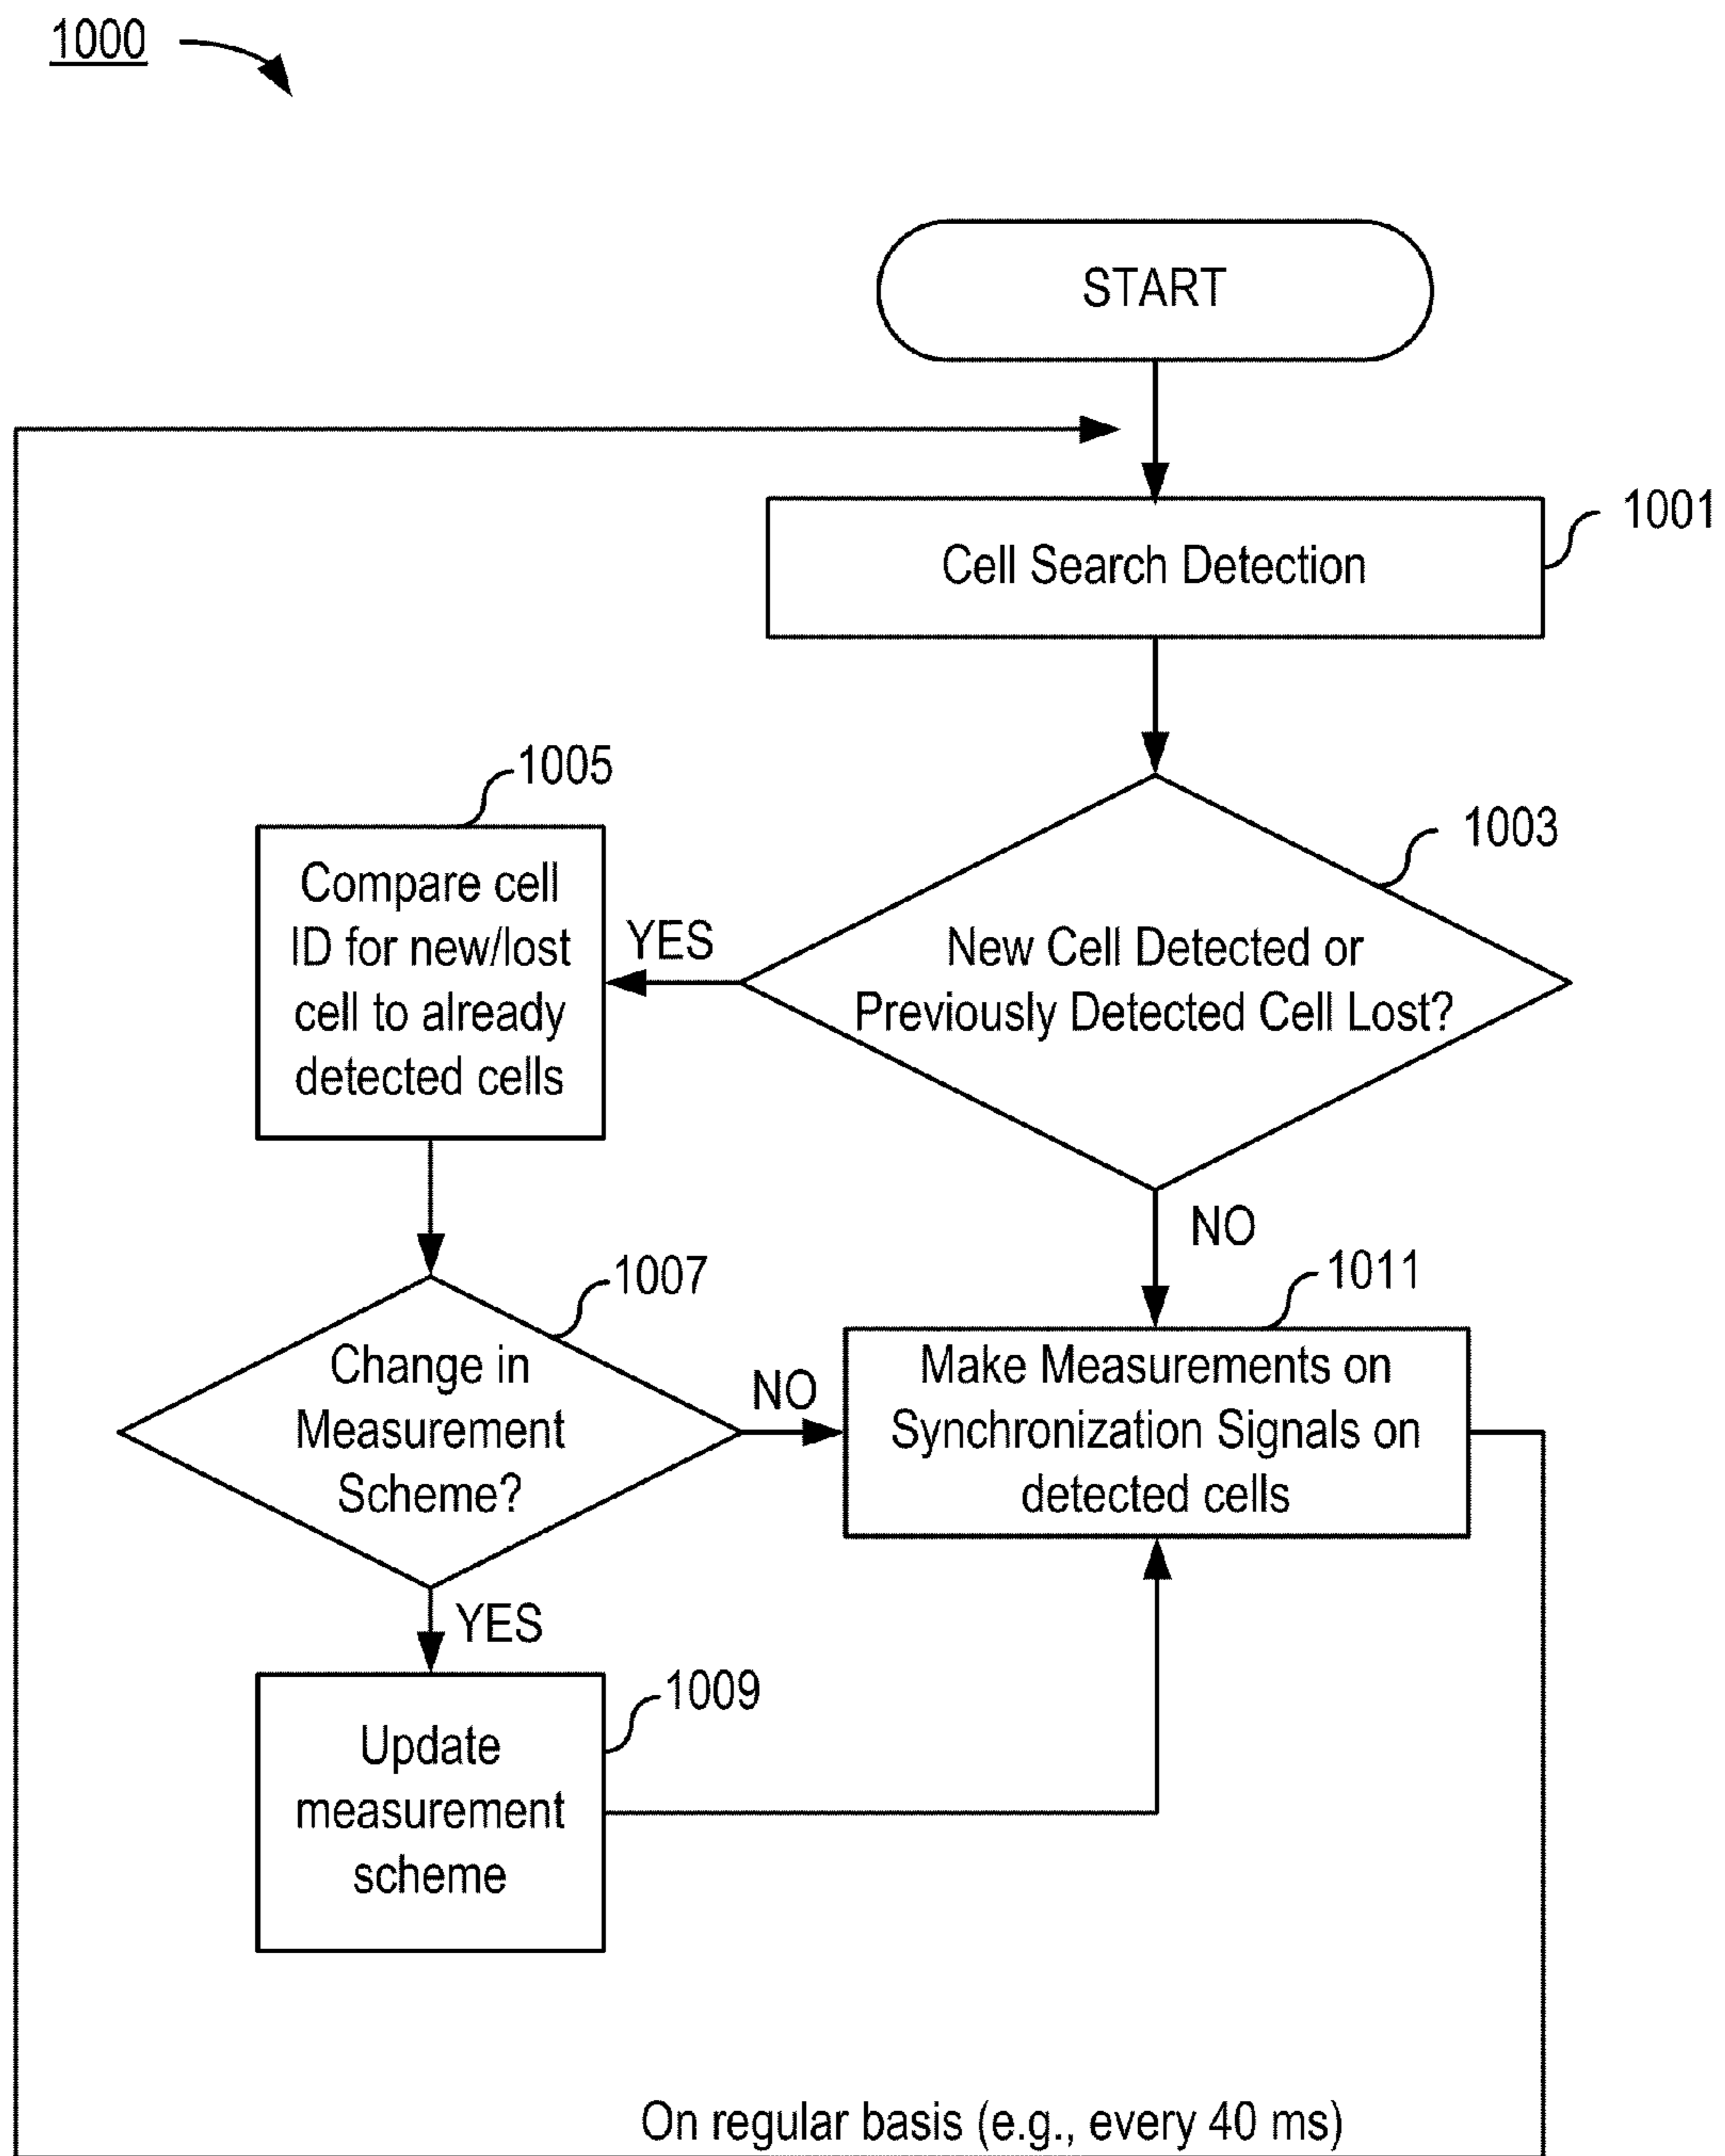 1000
START
Cell Search Detection
1001
1005
Compare cell
ID for new/lost
cell to already
detected cells
YES
1003
New Cell Detected or
Previously Detected Cell Lost?
NO
1007
Change in
Measurement
Scheme?
NO
1011
Make Measurements on
Synchronization Signals on
detected cells
YES
1009
Update
measurement
scheme
On regular basis (e.g., every 40 ms)